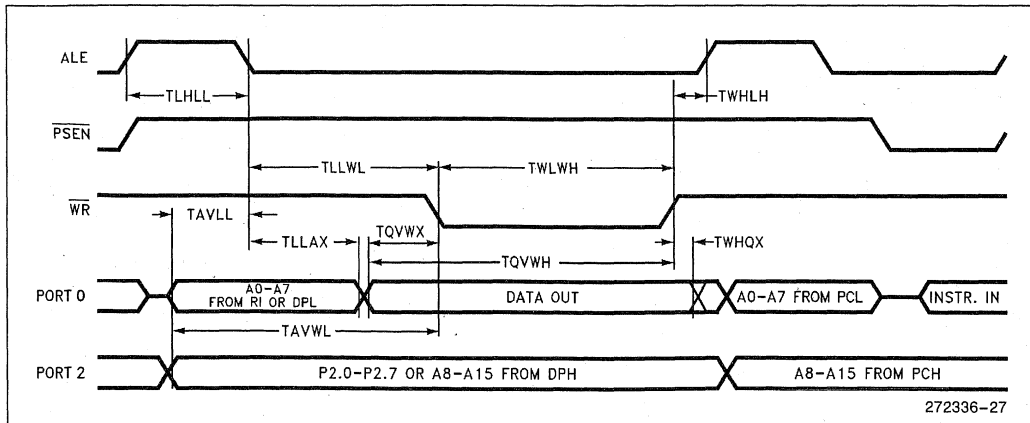 ALE
TLHLL
TWHLH
PSEN
TLLWL
TWLWH
WR
TAVLL
TQVWX
TLLAX
TWHQX
TQVWH
PORT 0
A0-A7
FROM RI OR DPL
DATA OUT
A0-A7 FROM PCL
INSTR. IN
TAVWL
PORT 2
P2.0-P2.7 OR A8-A15 FROM DPH
A8-A15 FROM PCH
272336-27